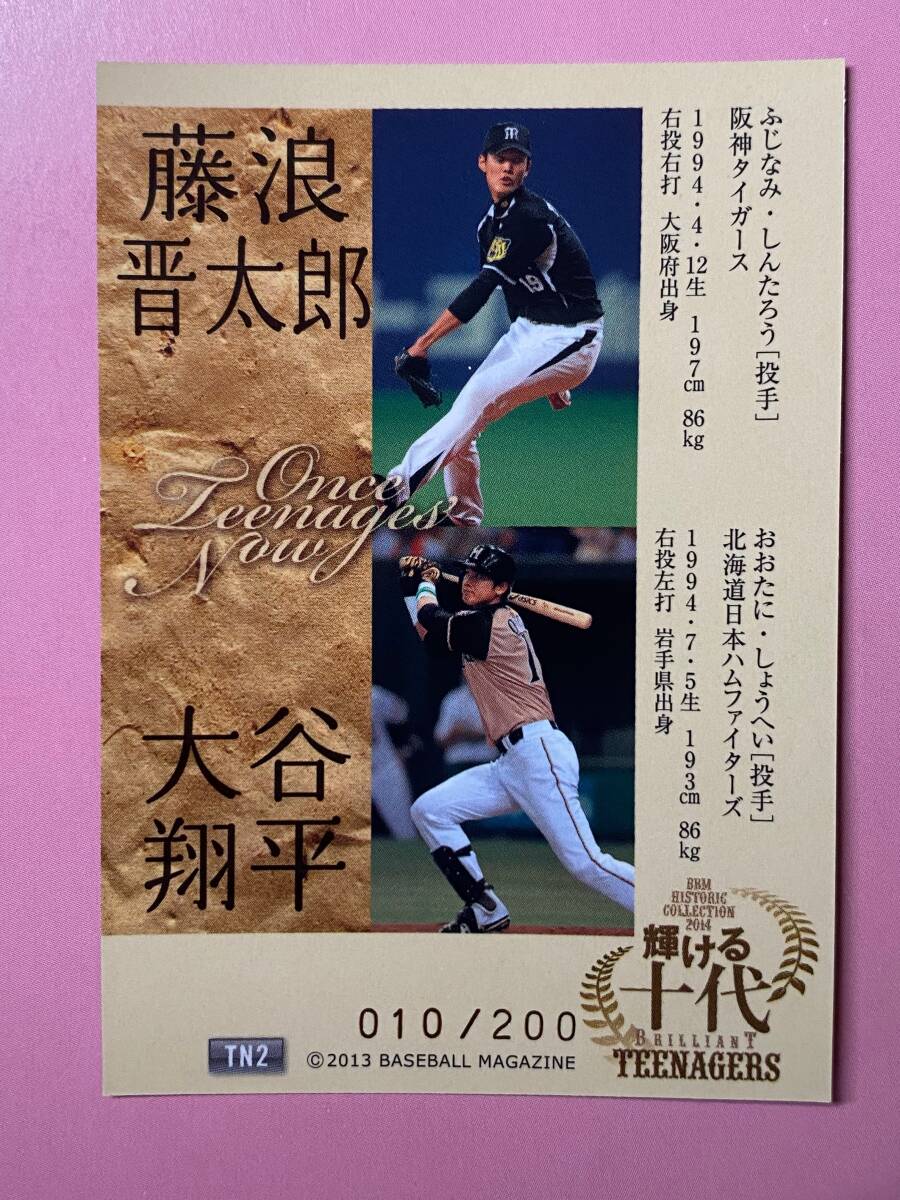 藤浪
晋太郎
Once
Teenages
Now
大谷
翔平
ふじなみ・しんたろう[投手]
阪神タイガース
1994・4・12生 197cm 86kg
右投右打 大阪府出身
おおたに・しょうへい[投手]
北海道日本ハムファイターズ
1994・7・5生 193cm 86kg
右投左打 岩手県出身
19
asics
BBM
HISTORIC
COLLECTION
2014
輝ける
十代
BRILLIANT
TEENAGERS
010/200
TN2
©2013 BASEBALL MAGAZINE